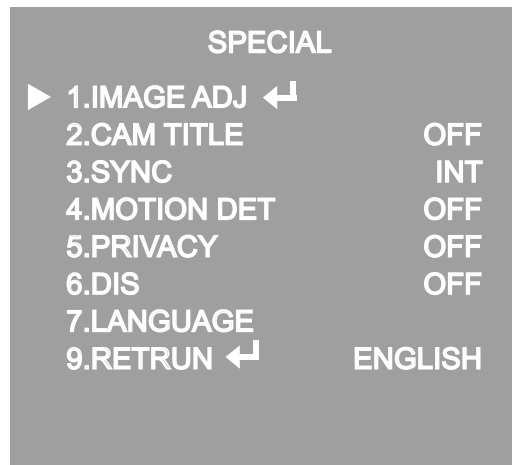 SPECIAL
1.IMAGE ADJ ↵
2.CAM TITLE OFF
3.SYNC INT
4.MOTION DET OFF
5.PRIVACY OFF
6.DIS OFF
7.LANGUAGE
9.RETRUN ↵ ENGLISH